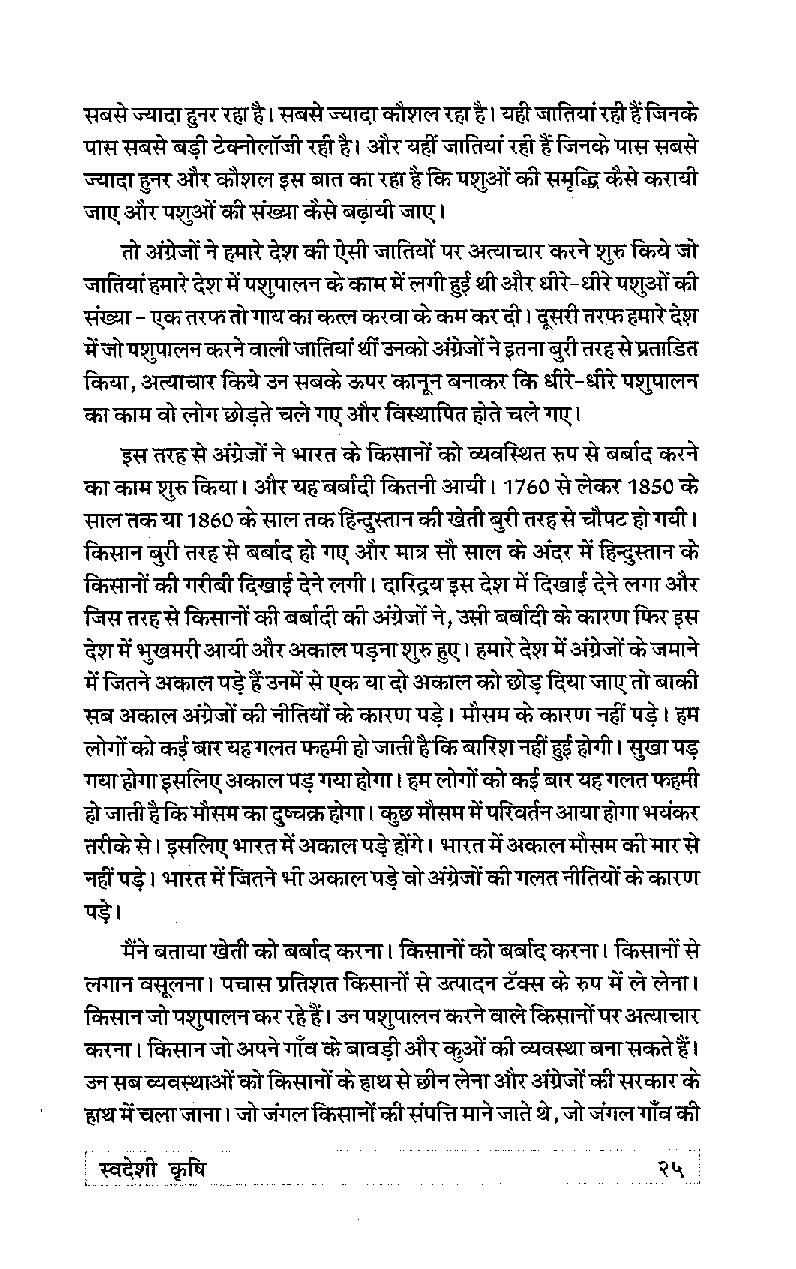 सबसे ज्यादा हुनर रहा है। सबसे ज्यादा कौशल रहा है। यही जातियां रही हैं जिनके
पास सबसे बड़ी टेक्नोलॉजी रही है। और यहीं जातियां रही हैं जिनके पास सबसे
ज्यादा हुनर और कौशल इस बात का रहा है कि पशुओं की समृद्धि कैसे करायी
जाए और पशुओं की संख्या कैसे बढ़ायी जाए।
तो अंग्रेजों ने हमारे देश की ऐसी जातियों पर अत्याचार करने शुरु किये जो
जातियां हमारे देश में पशुपालन के काम में लगी हुई थी और धीरे-धीरे पशुओं की
संख्या - एक तरफ तो गाय का कत्ल करवा के कम कर दी। दूसरी तरफ हमारे देश
में जो पशुपालन करने वाली जातियां थीं उनको अंग्रेजों ने इतना बुरी तरह से प्रताडित
किया, अत्याचार किये उन सबके ऊपर कानून बनाकर कि धीरे-धीरे पशुपालन
का काम वो लोग छोड़ते चले गए और विस्थापित होते चले गए।
इस तरह से अंग्रेजों ने भारत के किसानों को व्यवस्थित रुप से बर्बाद करने
का काम शुरु किया। और यह बर्बादी कितनी आयी। 1760 से लेकर 1850 के
साल तक या 1860 के साल तक हिन्दुस्तान की खेती बुरी तरह से चौपट हो गयी।
किसान बुरी तरह से बर्बाद हो गए और मात्र सौ साल के अंदर में हिन्दुस्तान के
किसानों की गरीबी दिखाई देने लगी। दारिद्रय इस देश में दिखाई देने लगा और
जिस तरह से किसानों की बर्बादी की अंग्रेजों ने, उसी बर्बादी के कारण फिर इस
देश में भुखमरी आयी और अकाल पड़ना शुरु हुए। हमारे देश में अंग्रेजों के जमाने
में जितने अकाल पड़े हैं उनमें से एक या दो अकाल को छोड़ दिया जाए तो बाकी
सब अकाल अंग्रेजों की नीतियों के कारण पड़े। मौसम के कारण नहीं पड़े। हम
लोगों को कई बार यह गलत फहमी हो जाती है कि बारिश नहीं हुई होगी। सुखा पड़
गया होगा इसलिए अकाल पड़ गया होगा। हम लोगों को कई बार यह गलत फहमी
हो जाती है कि मौसम का दुष्चक्र होगा। कुछ मौसम में परिवर्तन आया होगा भयंकर
तरीके से। इसलिए भारत में अकाल पड़े होंगे। भारत में अकाल मौसम की मार से
नहीं पड़े। भारत में जितने भी अकाल पड़े वो अंग्रेजों की गलत नीतियों के कारण
पड़े।
मैंने बताया खेती को बर्बाद करना। किसानों को बर्बाद करना। किसानों से
लगान वसूलना। पचास प्रतिशत किसानों से उत्पादन टॅक्स के रुप में ले लेना।
किसान जो पशुपालन कर रहे हैं। उन पशुपालन करने वाले किसानों पर अत्याचार
करना। किसान जो अपने गाँव के बावड़ी और कुओं की व्यवस्था बना सकते हैं।
उन सब व्यवस्थाओं को किसानों के हाथ से छीन लेना और अंग्रेजों की सरकार के
हाथ में चला जाना। जो जंगल किसानों की संपत्ति माने जाते थे, जो जंगल गाँव की
स्वदेशी कृषि २५